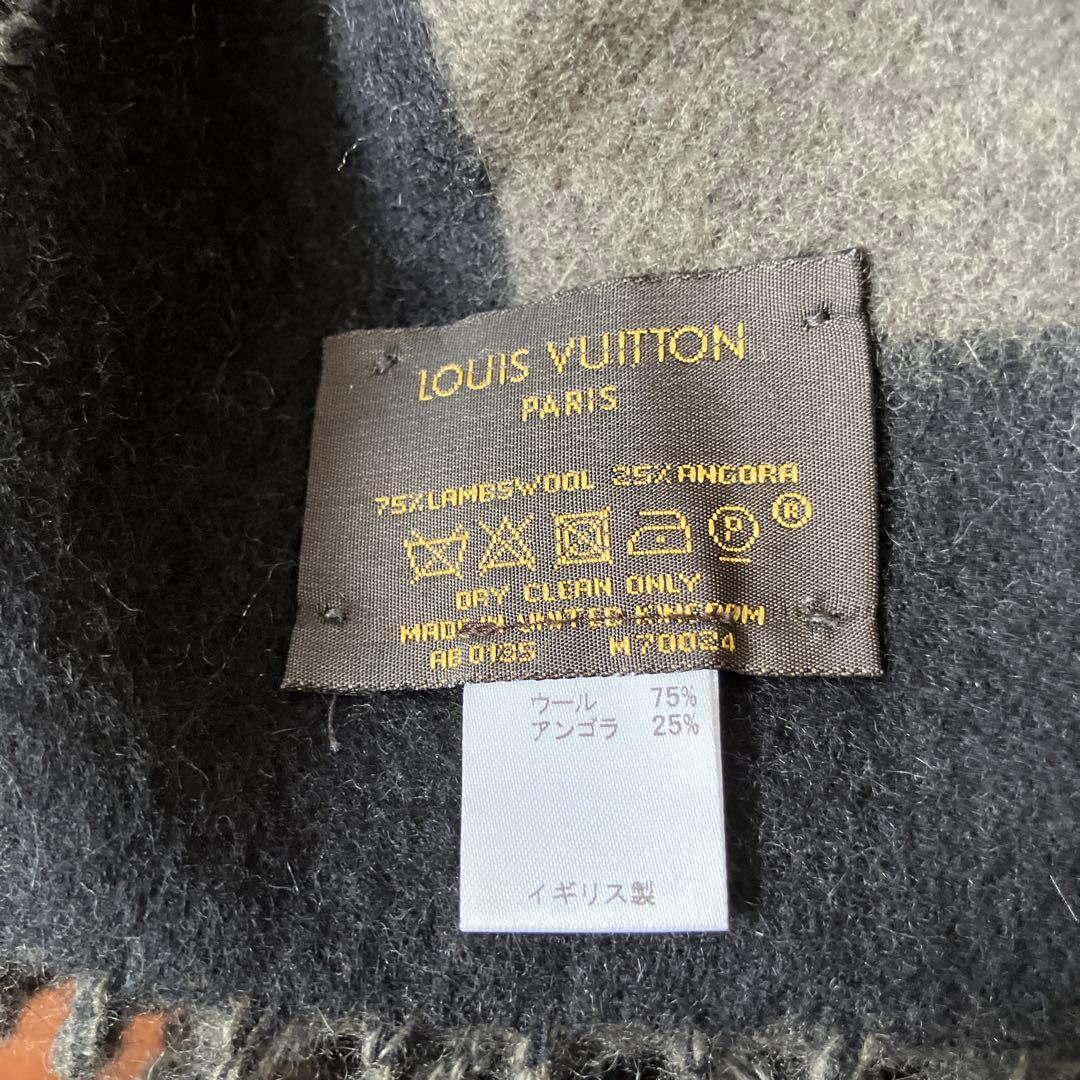 LOUIS VUITTON
PARIS
75%LAMBSWOOL 25%ANGORA
P ®
DRY CLEAN ONLY
MADE IN UNITED KINGDOM
AB0135 M70034
ウール 75%
アンゴラ 25%
イギリス製